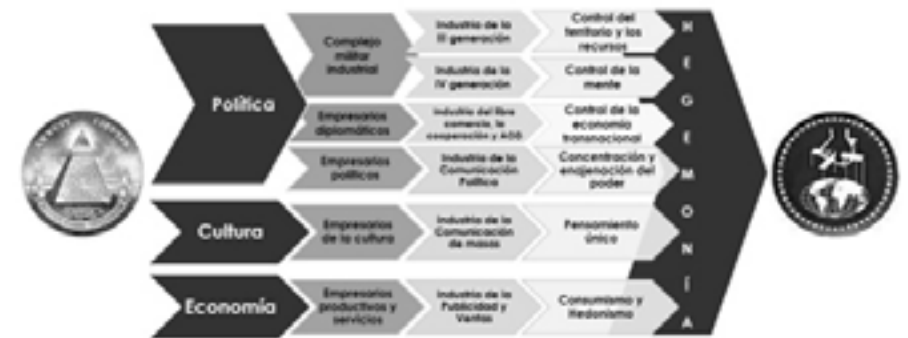 Política
Complejo
militar
industrial
Industria de la
III generación
Control del
territorio y los
recursos
Industria de la
IV generación
Control de la
mente
Empresarios
diplomáticos
Industria del libre
comercio, la
cooperación y
Control de la
economía
transnacional
Empresarios
políticos
Industria de la
Comunicación
Política
Concentración y
enajenación del
poder
Cultura
Empresarios
de la cultura
Industria de la
Comunicación
de masas
Pensamiento
único
Economía
Empresarios
productivos y
servicios
Industria de la
Publicidad y
Ventas
Consumismo y
Hedonismo
H
E
G
E
M
O
N
Í
A